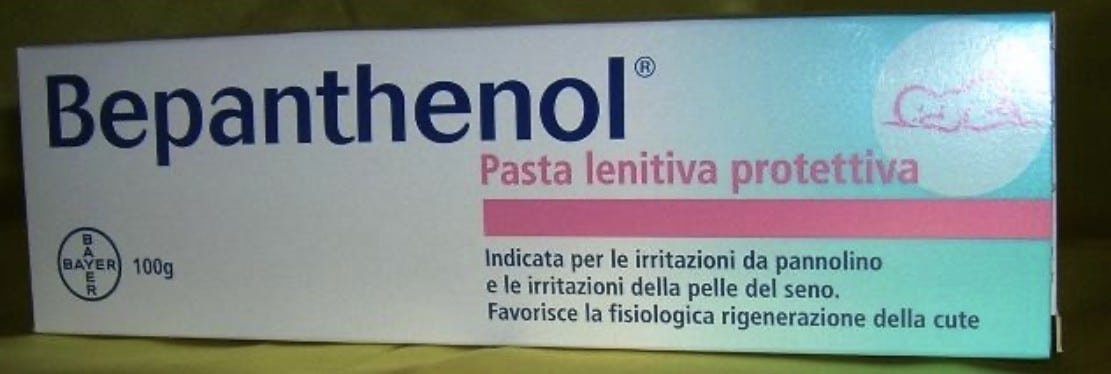 Bepanthenol®
Pasta lenitiva protettiva
BAYER
BAYER
100g
Indicata per le irritazioni da pannolino
e le irritazioni della pelle del seno.
Favorisce la fisiologica rigenerazione della cute